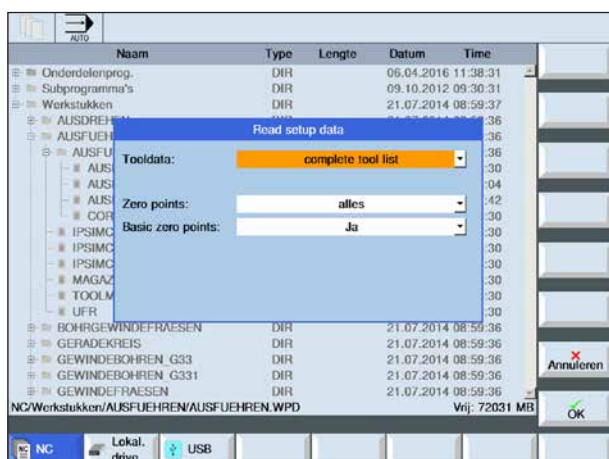 AUTO
Naam Type Lengte Datum Time
Onderdelenprog. DIR 06.04.2016 11:38:31
Subprogramma's DIR 09.10.2012 09:30:31
Werkstukken DIR 21.07.2014 08:59:37
:36
:36
Read setup data
AUSFU :36
Tooldata: complete tool list
AUS :30
AUS :04
AUS :42
Zero points: alles
COR :30
Basic zero points: Ja
IPSIMC :30
IPSIMC :30
IPSIMC :30
MAGAZ :30
TOOLM :30
UFR :30
BOHRGEWINDEFRAESEN DIR 21.07.2014 08:59:36
GERADEKREIS DIR 21.07.2014 08:59:36
GEWINDEBOHREN_G33 DIR 21.07.2014 08:59:36
GEWINDEBOHREN_G331 DIR 21.07.2014 08:59:36
GEWINDEFRAESEN DIR 21.07.2014 08:59:36
Annuleren
NC/Werkstukken/AUSFUEHREN/AUSFUEHREN.WPD Vrij: 72031 MB
OK
NC Lokal. drive USB